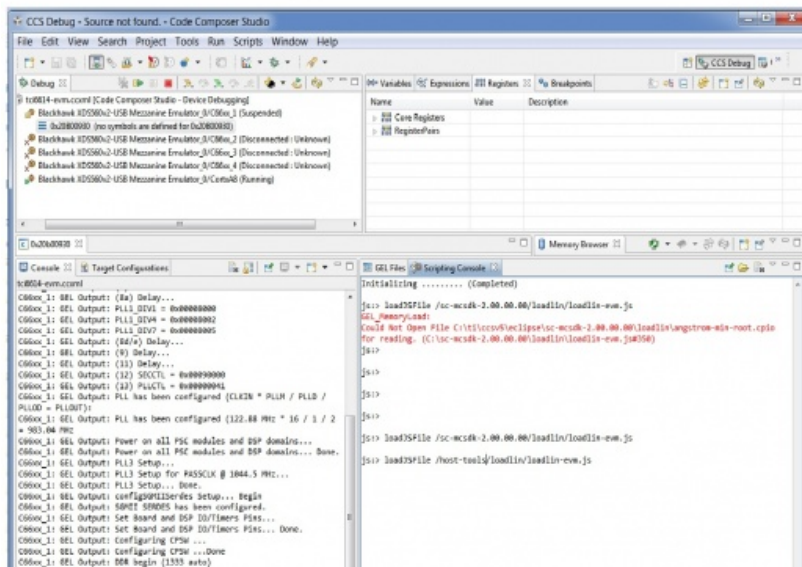 CCS Debug - Source not found. - Code Composer Studio
File Edit View Search Project Tools Run Scripts Window Help
CCS Debug
Debug
Variables Expressions Registers Breakpoints
tci6614-evm.ccxml [Code Composer Studio - Device Debugging]
Blackhawk XDS560v2-USB Mezzanine Emulator_0/C66xx_1 (Suspended)
0x20B00930 (no symbols are defined for 0x20B00930)
Blackhawk XDS560v2-USB Mezzanine Emulator_0/C66xx_2 (Disconnected : Unknown)
Blackhawk XDS560v2-USB Mezzanine Emulator_0/C66xx_3 (Disconnected : Unknown)
Blackhawk XDS560v2-USB Mezzanine Emulator_0/C66xx_4 (Disconnected : Unknown)
Blackhawk XDS560v2-USB Mezzanine Emulator_0/CortxA8 (Running)
Name Value Description
Core Registers
RegisterPairs
0x20b00930
Memory Browser
Console Target Configurations
tci6614-evm.ccxml
C66xx_1: GEL Output: (8a) Delay...
C66xx_1: GEL Output: PLL1_DIV1 = 0x00008000
C66xx_1: GEL Output: PLL1_DIV4 = 0x00008002
C66xx_1: GEL Output: PLL1_DIV7 = 0x00008005
C66xx_1: GEL Output: (8d/e) Delay...
C66xx_1: GEL Output: (9) Delay...
C66xx_1: GEL Output: (11) Delay...
C66xx_1: GEL Output: (12) SECCTL = 0x00090000
C66xx_1: GEL Output: (13) PLLCTL = 0x00000041
C66xx_1: GEL Output: PLL has been configured (CLKIN * PLLM / PLLD /
PLLOD = PLLOUT):
C66xx_1: GEL Output: PLL has been configured (122.88 MHz * 16 / 1 / 2
= 983.04 MHz
C66xx_1: GEL Output: Power on all PSC modules and DSP domains...
C66xx_1: GEL Output: Power on all PSC modules and DSP domains... Done.
C66xx_1: GEL Output: PLL3 Setup...
C66xx_1: GEL Output: PLL3 Setup for PASSCLK @ 1044.5 MHz...
C66xx_1: GEL Output: PLL3 Setup... Done.
C66xx_1: GEL Output: configSGMIISerdes Setup... Begin
C66xx_1: GEL Output: SGMII SERDES has been configured.
C66xx_1: GEL Output: Set Board and DSP IO/Timers Pins...
C66xx_1: GEL Output: Set Board and DSP IO/Timers Pins... Done.
C66xx_1: GEL Output: Configuring CPSW ...
C66xx_1: GEL Output: Configuring CPSW ...Done
C66xx_1: GEL Output: DDR begin (1333 auto)
GEL Files Scripting Console
Initializing ......... (Completed)
js:> loadJSFile /sc-mcsdk-2.00.00.00/loadlin/loadlin-evm.js
GEL_MemoryLoad:
Could Not Open File C:\ti\ccsv5\eclipse\sc-mcsdk-2.00.00.00\loadlin\angstrom-min-root.cpio
for reading. (C:\sc-mcsdk-2.00.00.00\loadlin\loadlin-evm.js#350)
js:>
js:>
js:>
js:>
js:> loadJSFile /sc-mcsdk-2.00.00.00/loadlin/loadlin-evm.js
js:> loadJSFile /host-tools/loadlin/loadlin-evm.js